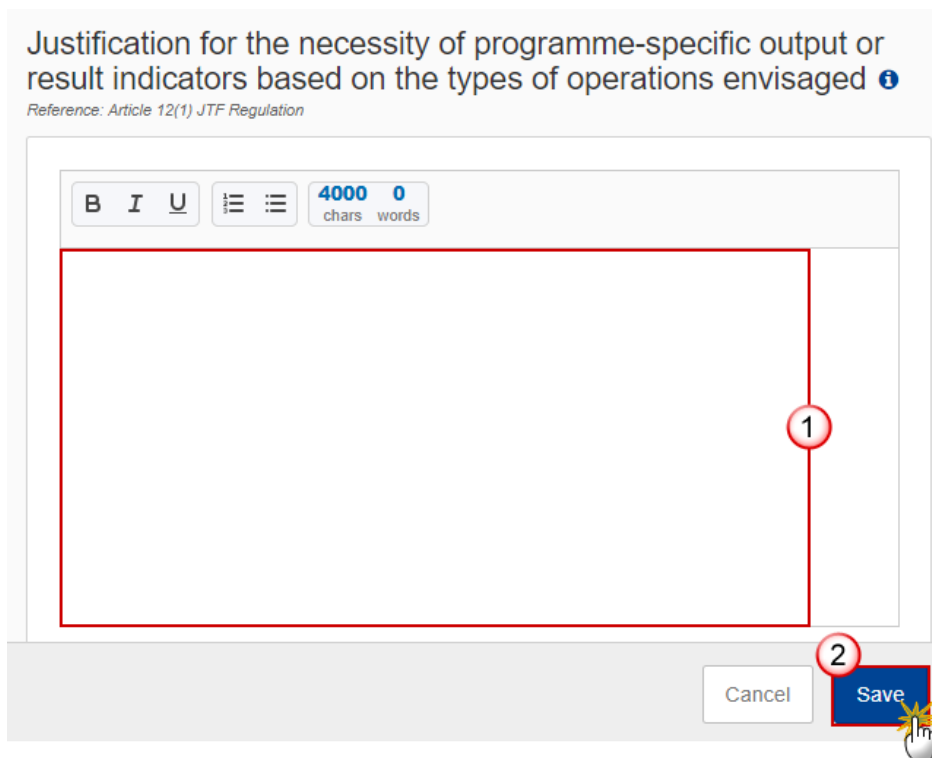 Justification for the necessity of programme-specific output or
result indicators based on the types of operations envisaged
Reference: Article 12(1) JTF Regulation
B I U 4000 0
chars words
1
2
Cancel Save